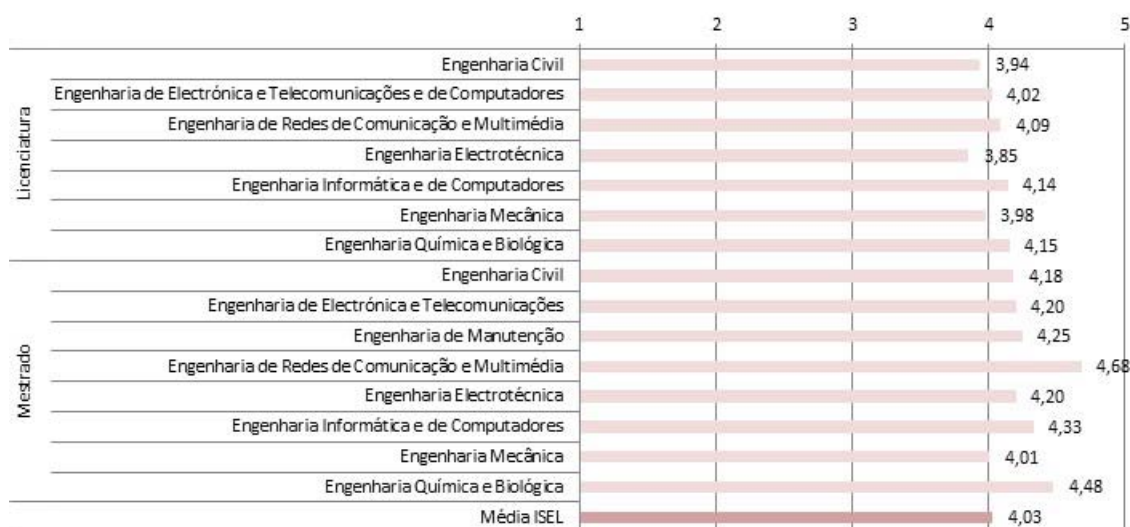 1 2 3 4 5
Licenciatura
Engenharia Civil 3,94
Engenharia de Electrónica e Telecomunicações e de Computadores 4,02
Engenharia de Redes de Comunicação e Multimédia 4,09
Engenharia Electrotécnica 3,85
Engenharia Informática e de Computadores 4,14
Engenharia Mecânica 3,98
Engenharia Química e Biológica 4,15
Mestrado
Engenharia Civil 4,18
Engenharia de Electrónica e Telecomunicações 4,20
Engenharia de Manutenção 4,25
Engenharia de Redes de Comunicação e Multimédia 4,68
Engenharia Electrotécnica 4,20
Engenharia Informática e de Computadores 4,33
Engenharia Mecânica 4,01
Engenharia Química e Biológica 4,48
Média ISEL 4,03